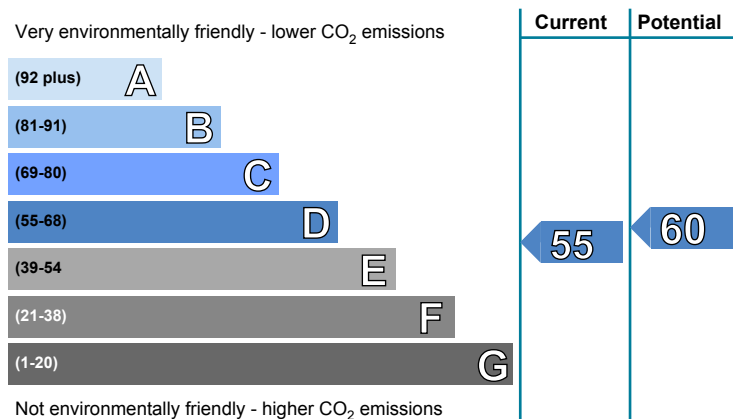 Current Potential
Very environmentally friendly - lower CO2 emissions
(92 plus) A
(81-91) B
(69-80) C
(55-68) D
55 60
(39-54 E
(21-38) F
(1-20) G
Not environmentally friendly - higher CO2 emissions